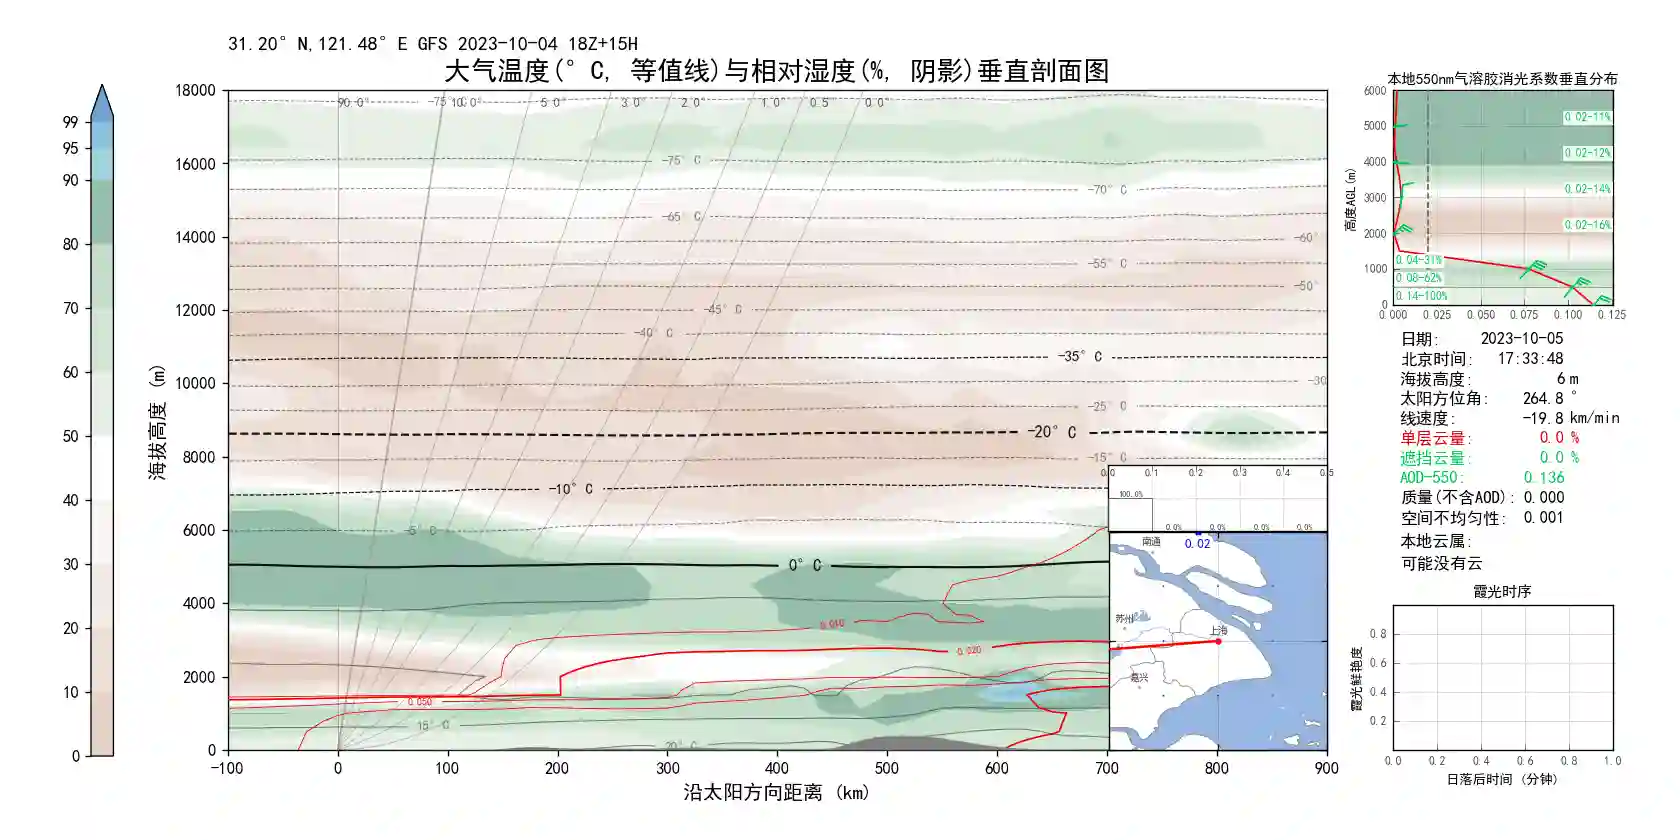 31.20° N,121.48° E GFS 2023-10-04 18Z+15H
大气温度(° C, 等值线)与相对湿度(%, 阴影)垂直剖面图
99
95
90
80
70
60
50
40
30
20
10
0
海拔高度 (m)
18000
16000
14000
12000
10000
8000
6000
4000
2000
0
-100 0 100 200 300 400 500 600 700 800 900
沿太阳方向距离 (km)
90.0° -75° 10.0° 5.0° 3.0° 2.0° 1.0° 0.5 0.0°
-75° C
-70° C
-65° C
-60°
-55° C
-50°
-45° C
-40° C
-35° C
-30
-25° C
-20° C
-15° C
-10° C
-5° C
0° C
0.010
0.020
0.050
15 °C
20° C
0.0 0.1 0.2 0.3 0.4 0.5
100.0%
0.0% 0.0% 0.0% 0.0%
南通
0.02
苏州
上海
嘉兴
本地550nm气溶胶消光系数垂直分布
高度AGL(m)
6000
5000
4000
3000
2000
1000
0
0.02-11%
0.02-12%
0.02-14%
0.02-16%
0.04-31%
0.08-62%
0.14-100%
0.000 0.025 0.050 0.075 0.100 0.125
日期: 2023-10-05
北京时间: 17:33:48
海拔高度: 6 m
太阳方位角: 264.8 °
线速度: -19.8 km/min
单层云量: 0.0 %
遮挡云量: 0.0 %
AOD-550: 0.136
质量(不含AOD): 0.000
空间不均匀性: 0.001
本地云属:
可能没有云
霞光时序
霞光鲜艳度
0.8
0.6
0.4
0.2
0.0 0.2 0.4 0.6 0.8 1.0
日落后时间 (分钟)